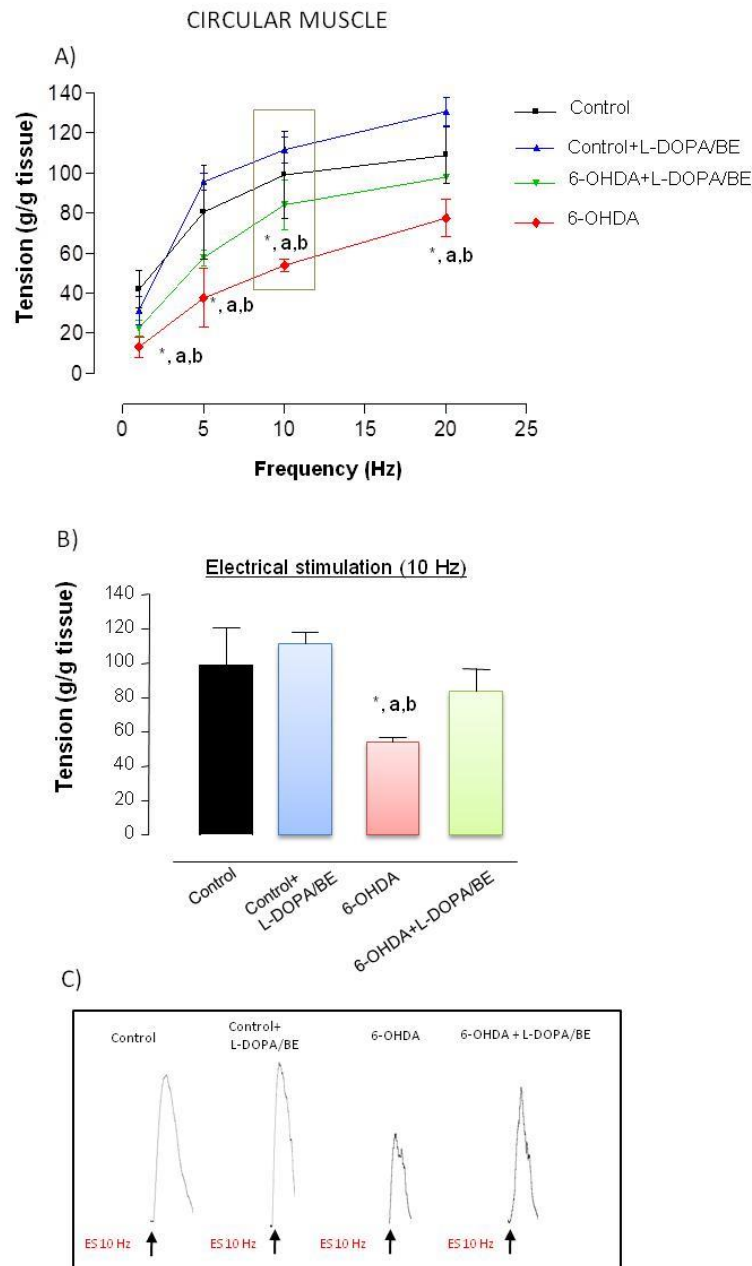 CIRCULAR MUSCLE
A)
Tension (g/g tissue)
140
120
100
80
60
40
20
0
*, a,b
*, a,b
*, a,b
*, a,b
0 5 10 15 20 25
Frequency (Hz)
Control
Control+L-DOPA/BE
6-OHDA+L-DOPA/BE
6-OHDA
B)
Electrical stimulation (10 Hz)
Tension (g/g tissue)
140
120
100
80
60
40
20
0
*, a,b
Control
Control+
L-DOPA/BE
6-OHDA
6-OHDA+L-DOPA/BE
C)
Control
Control+
L-DOPA/BE
6-OHDA
6-OHDA + L-DOPA/BE
ES 10 Hz
ES 10 Hz
ES 10 Hz
ES 10 Hz